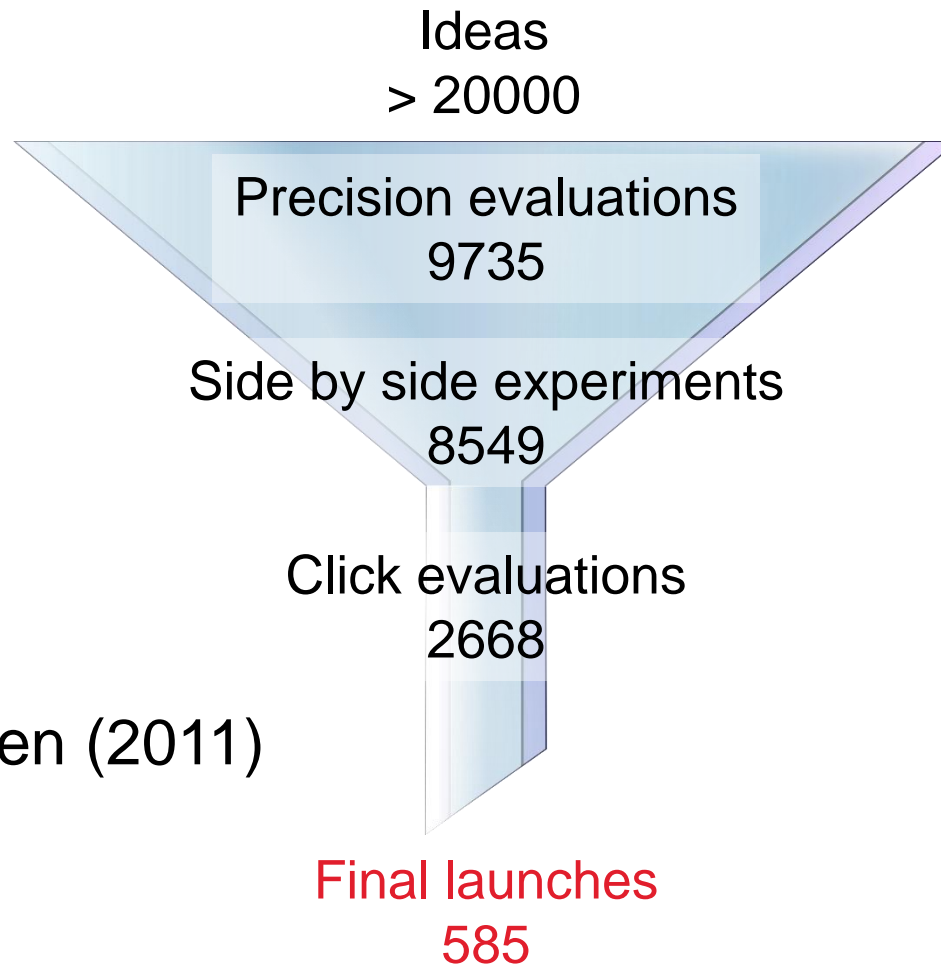 Ideas
> 20000
Precision evaluations
9735
Side by side experiments
8549
Click evaluations
2668
en (2011)
Final launches
585